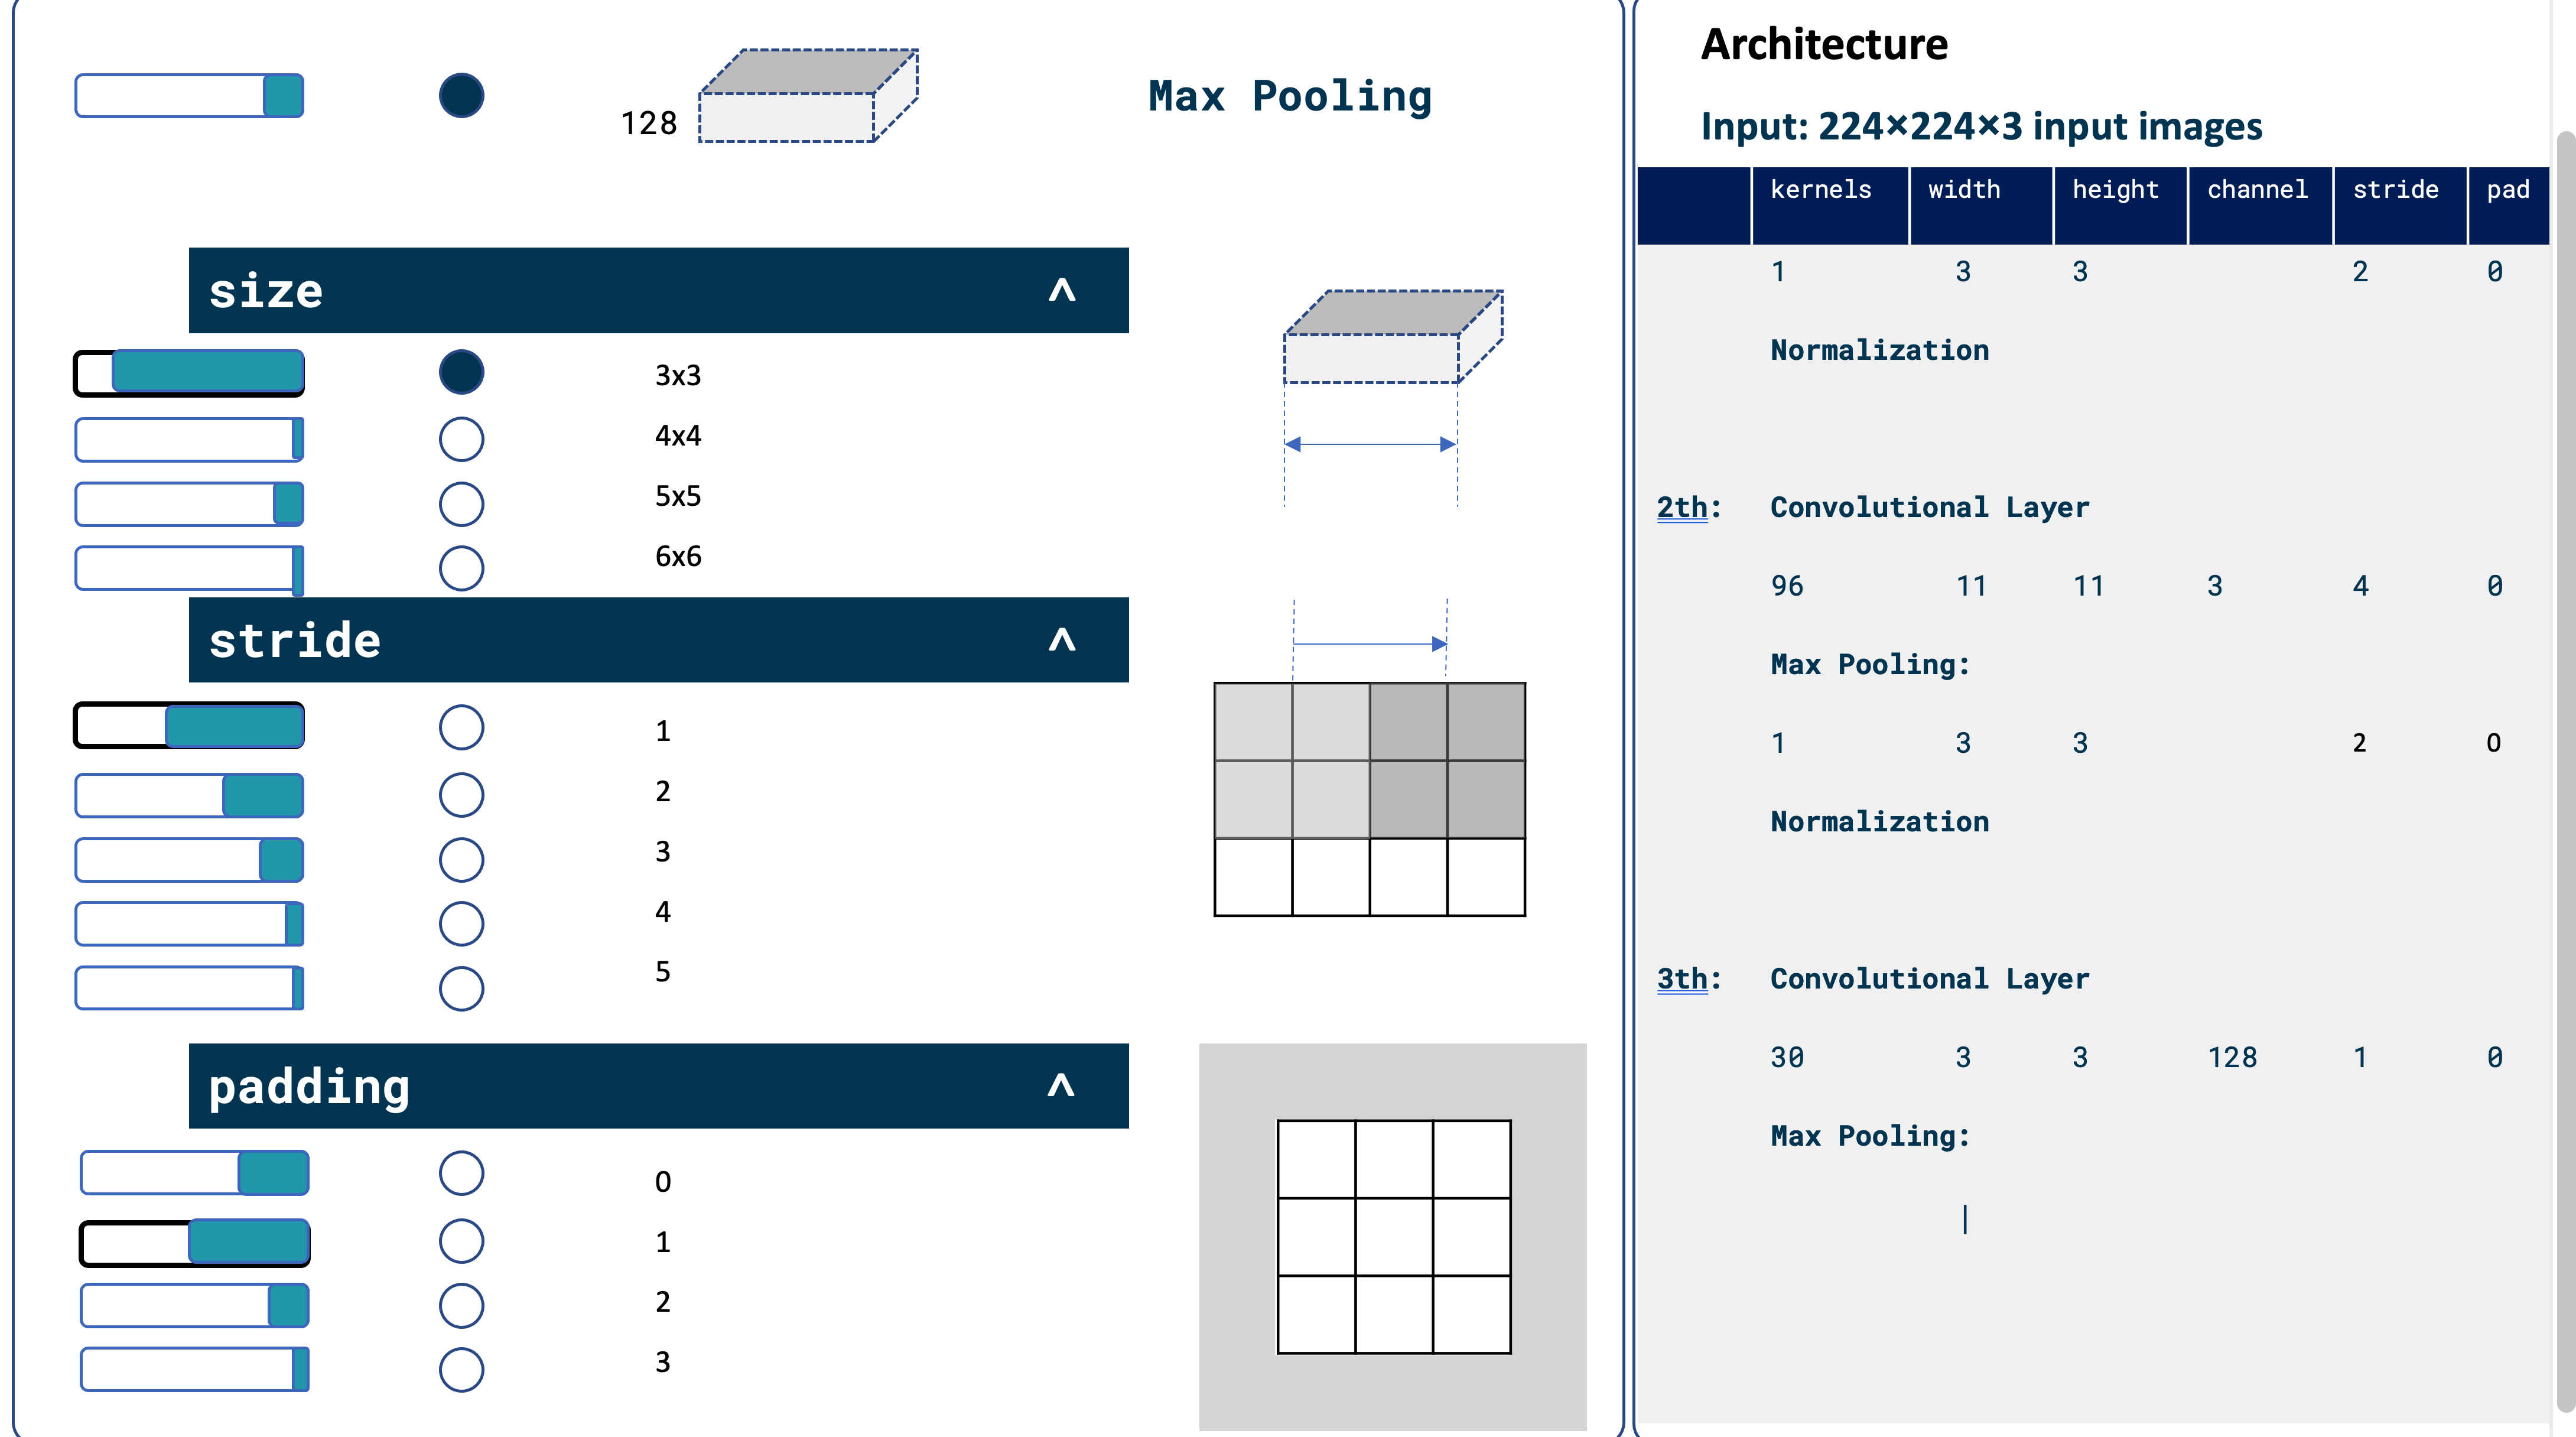 128
Max Pooling
size ^
3x3
4x4
5x5
6x6
stride ^
1
2
3
4
5
padding ^
0
1
2
3
Architecture
Input: 224×224×3 input images
kernels width height channel stride pad
1 3 3 2 0
Normalization
2th: Convolutional Layer
96 11 11 3 4 0
Max Pooling:
1 3 3 2 0
Normalization
3th: Convolutional Layer
30 3 3 128 1 0
Max Pooling: